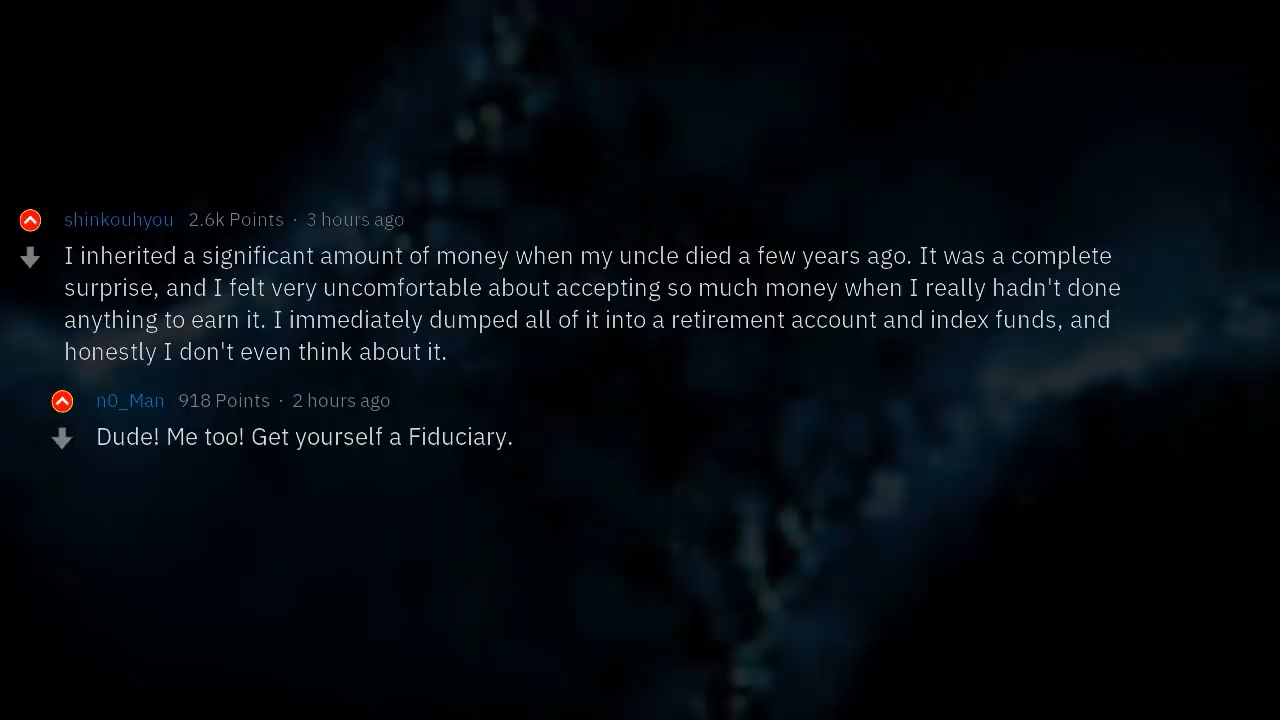 shinkouhyou 2.6k Points · 3 hours ago
I inherited a significant amount of money when my uncle died a few years ago. It was a complete
surprise, and I felt very uncomfortable about accepting so much money when I really hadn't done
anything to earn it. I immediately dumped all of it into a retirement account and index funds, and
honestly I don't even think about it.
n0_Man 918 Points · 2 hours ago
Dude! Me too! Get yourself a Fiduciary.